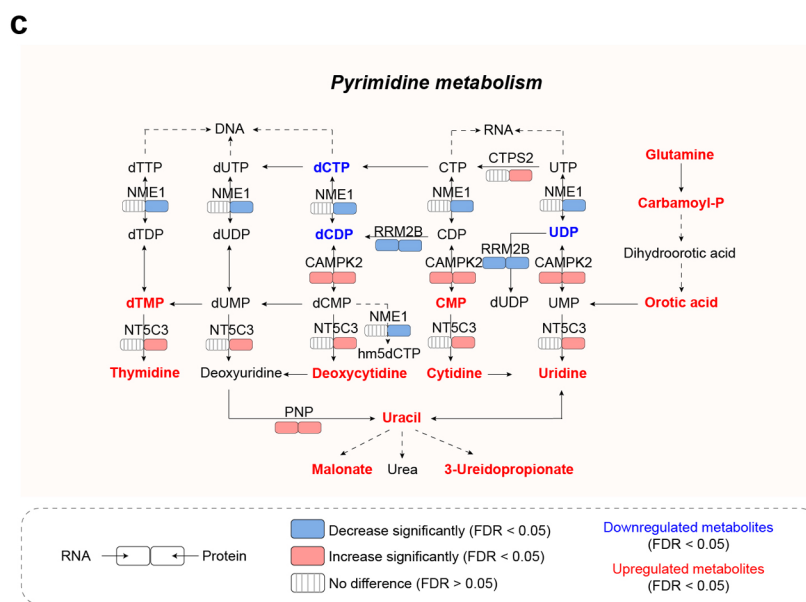 c
Pyrimidine metabolism
DNA
RNA
dTTP
dUTP
dCTP
CTP
CTPS2
UTP
Glutamine
NME1
NME1
NME1
NME1
NME1
Carbamoyl-P
dTDP
dUDP
dCDP
RRM2B
CDP
RRM2B
UDP
Dihydroorotic acid
CAMPK2
CAMPK2
CAMPK2
dTMP
dUMP
dCMP
CMP
dUDP
UMP
Orotic acid
NT5C3
NT5C3
NT5C3
NME1
NT5C3
NT5C3
hm5dCTP
Thymidine
Deoxyuridine
Deoxycytidine
Cytidine
Uridine
PNP
Uracil
Malonate
Urea
3-Ureidopropionate
RNA
Protein
Decrease significantly (FDR < 0.05)
Increase significantly (FDR < 0.05)
No difference (FDR > 0.05)
Downregulated metabolites
(FDR < 0.05)
Upregulated metabolites
(FDR < 0.05)